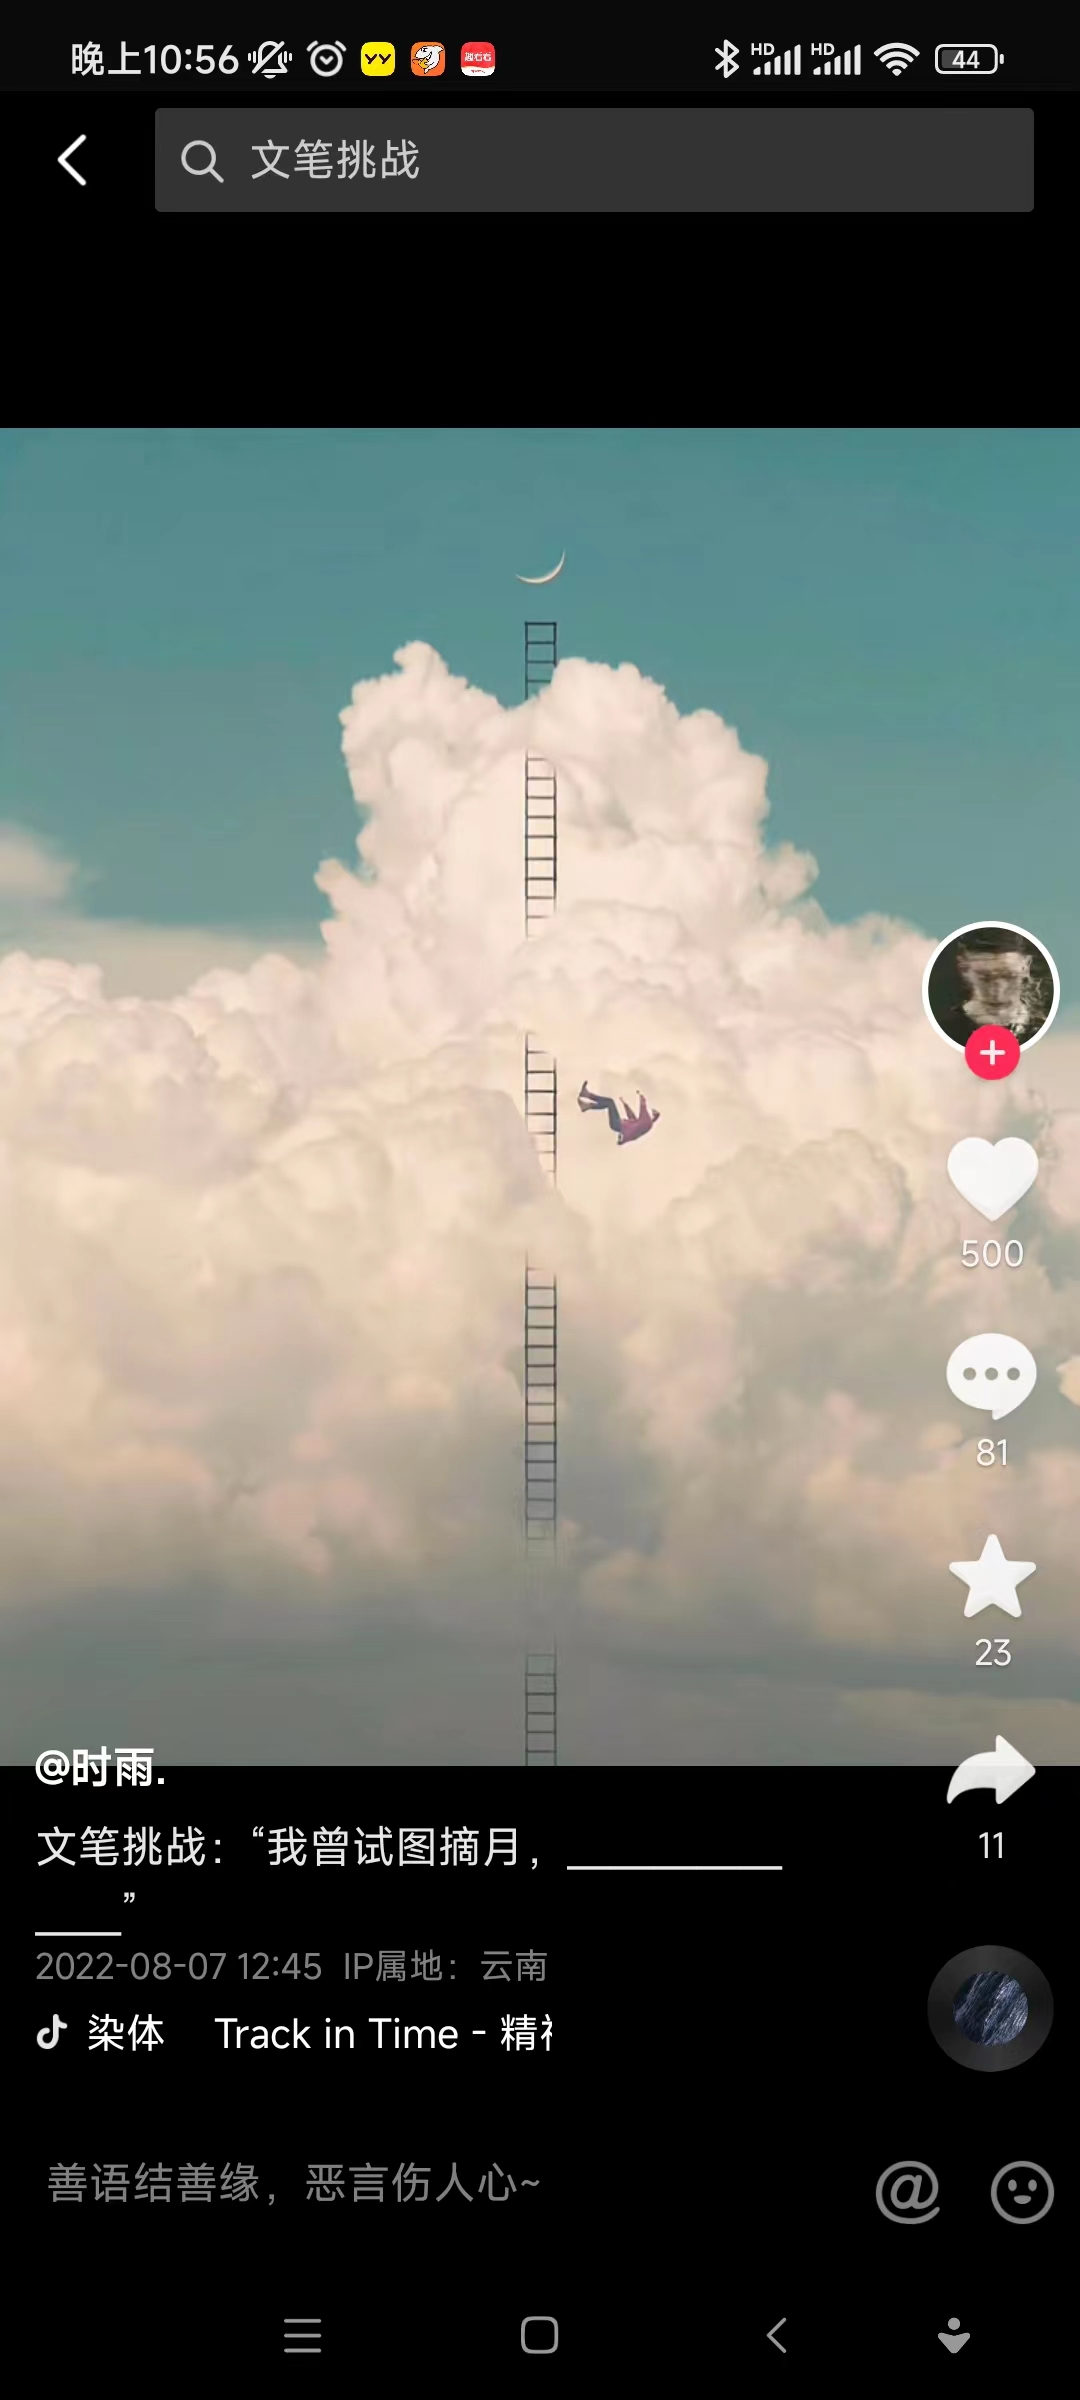 晚上10:56
HD
HD
44
文笔挑战
500
81
23
11
@时雨.
文笔挑战：“我曾试图摘月，__________
____”
2022-08-07 12:45 IP属地：云南
染体 Track in Time - 精
善语结善缘，恶言伤人心~